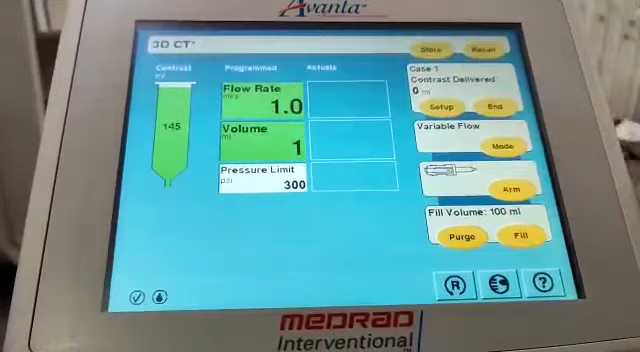 Avanta
3D CT
Store
Recall
Contrast
ml
Programmed
Actuals
Case 1
Contrast Delivered
0 ml
Setup
End
145
Flow Rate
ml/s
1.0
Volume
ml
1
Pressure Limit
psi
300
Variable Flow
Mode
Arm
Fill Volume: 100 ml
Purge
Fill
R
?
MEDRAD
Interventional